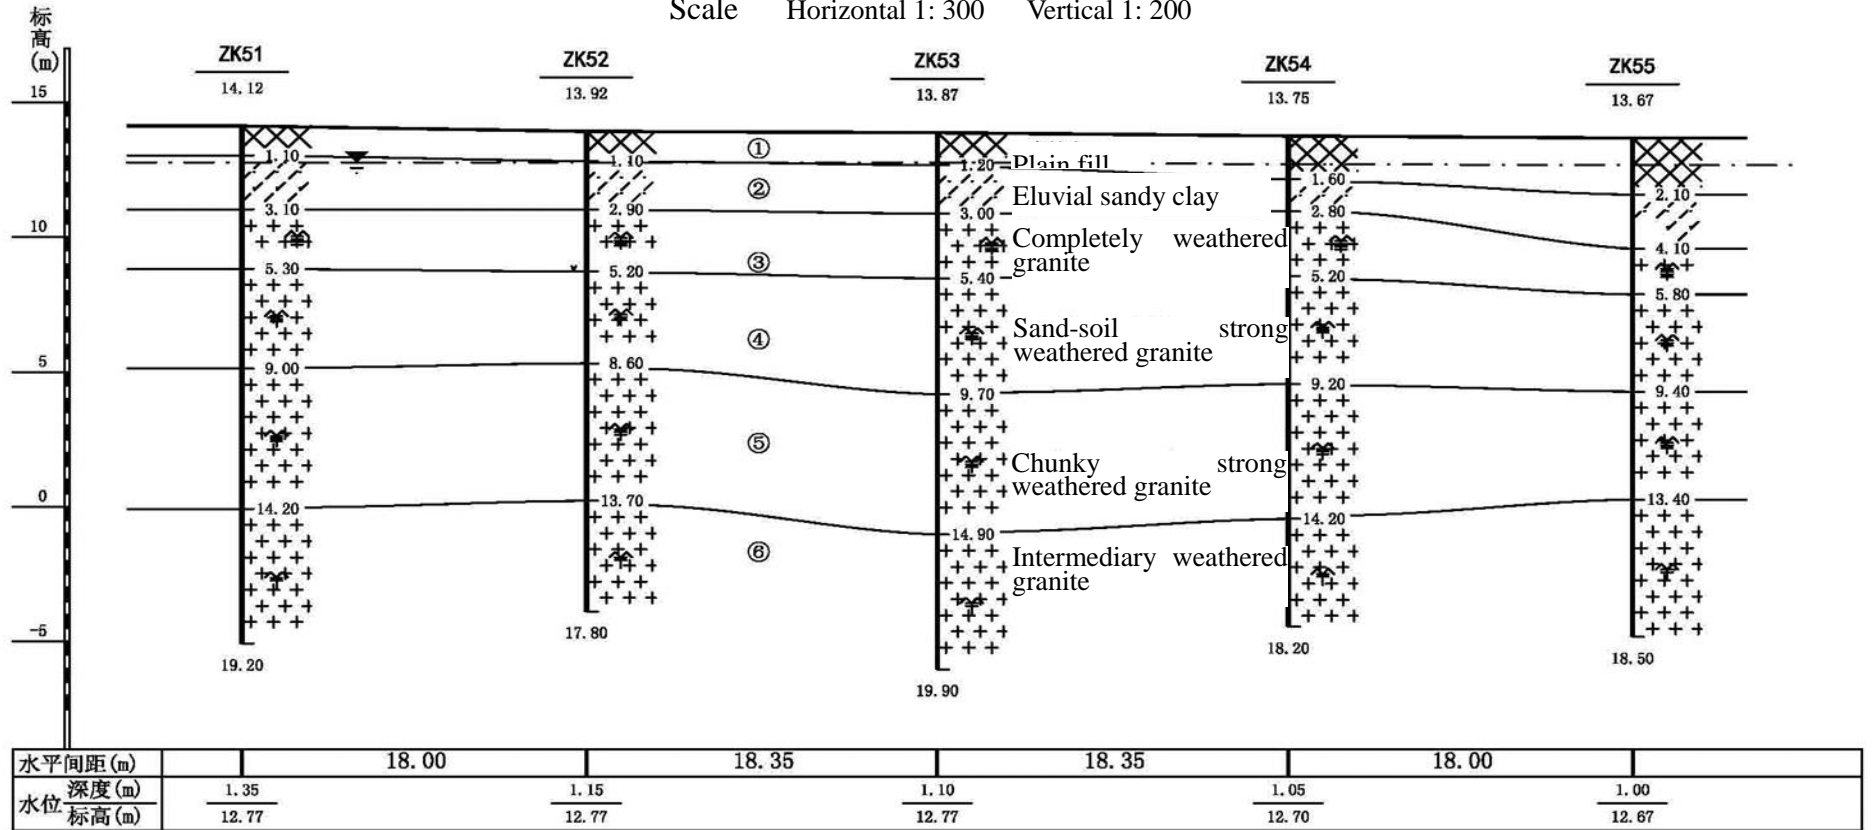 Scale Horizontal 1: 300 Vertical 1: 200
标高(m)
ZK51 ZK52 ZK53 ZK54 ZK55
14.12 13.92 13.87 13.75 13.67
15
10
5
0
-5
① Plain fill
② Eluvial sandy clay
③ Completely weathered
granite
④ Sand-soil strong
weathered granite
⑤ Chunky strong
weathered granite
⑥ Intermediary weathered
granite
1.10 1.10 1.20 1.60 2.10
3.10 2.90 3.00 2.80 4.10
5.30 5.20 5.40 5.20 5.80
9.00 8.60 9.70 9.20 9.40
14.20 13.70 14.90 14.20 13.40
19.20 17.80 19.90 18.20 18.50
水平间距(m) 18.00 18.35 18.35 18.00
水位 深度(m) 1.35 1.15 1.10 1.05 1.00
标高(m) 12.77 12.77 12.77 12.70 12.67